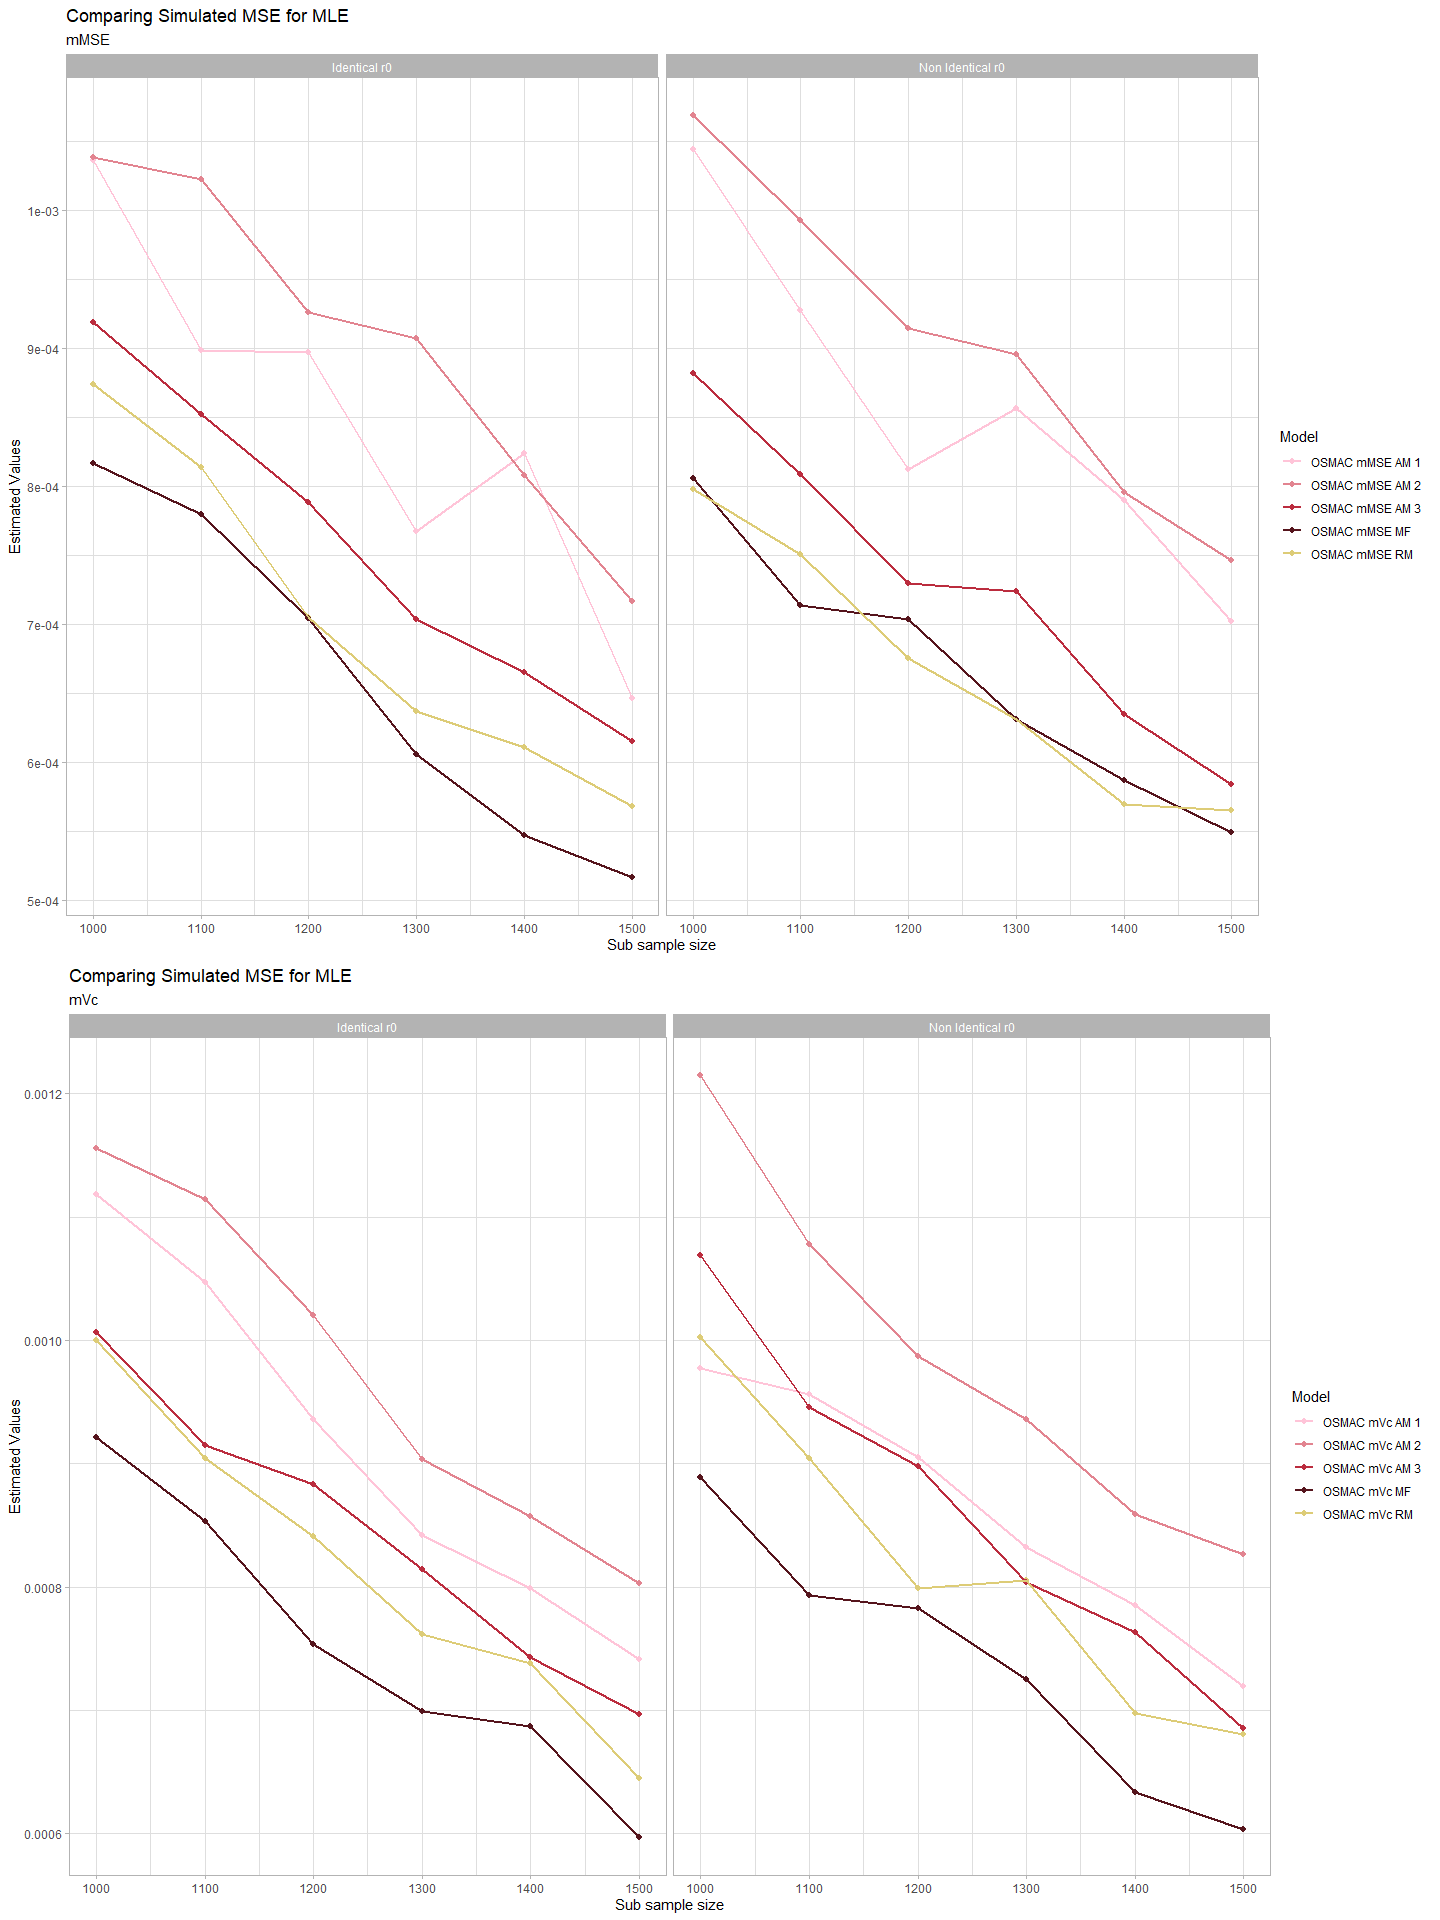 Comparing Simulated MSE for MLE
mMSE
Identical r0
Non Identical r0
1e-03
9e-04
8e-04
7e-04
6e-04
5e-04
Estimated Values
1000 1100 1200 1300 1400 1500
1000 1100 1200 1300 1400 1500
Sub sample size
Model
OSMAC mMSE AM 1
OSMAC mMSE AM 2
OSMAC mMSE AM 3
OSMAC mMSE MF
OSMAC mMSE RM
Comparing Simulated MSE for MLE
mVc
Identical r0
Non Identical r0
0.0012
0.0010
0.0008
0.0006
Estimated Values
1000 1100 1200 1300 1400 1500
1000 1100 1200 1300 1400 1500
Sub sample size
Model
OSMAC mVc AM 1
OSMAC mVc AM 2
OSMAC mVc AM 3
OSMAC mVc MF
OSMAC mVc RM